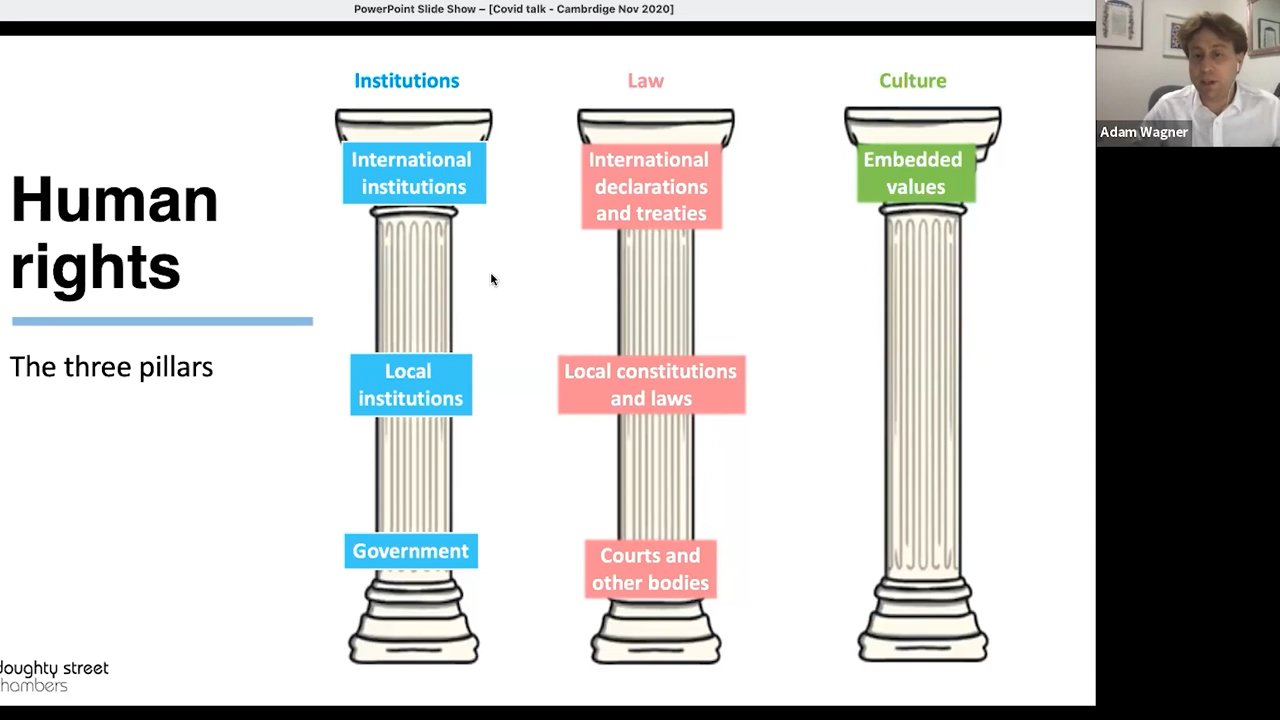 PowerPoint Slide Show – [Covid talk - Cambrdige Nov 2020]
Adam Wagner
Human
rights
The three pillars
Institutions
International
institutions
Local
institutions
Government
Law
International
declarations
and treaties
Local constitutions
and laws
Courts and
other bodies
Culture
Embedded
values
doughty street
chambers